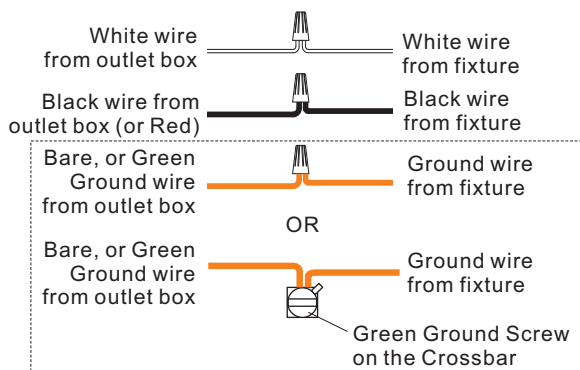 White wire
from outlet box
White wire
from fixture
Black wire from
outlet box (or Red)
Black wire
from fixture
Bare, or Green
Ground wire
from outlet box
Ground wire
from fixture
OR
Bare, or Green
Ground wire
from outlet box
Ground wire
from fixture
Green Ground Screw
on the Crossbar